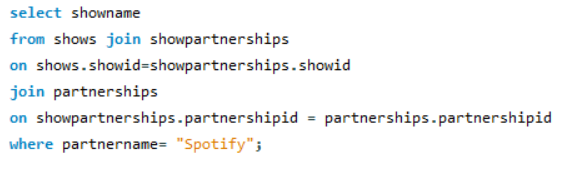 select showname
from shows join showpartnerships
on shows.showid=showpartnerships.showid
join partnerships
on showpartnerships.partnershipid = partnerships.partnershipid
where partnername= "Spotify";